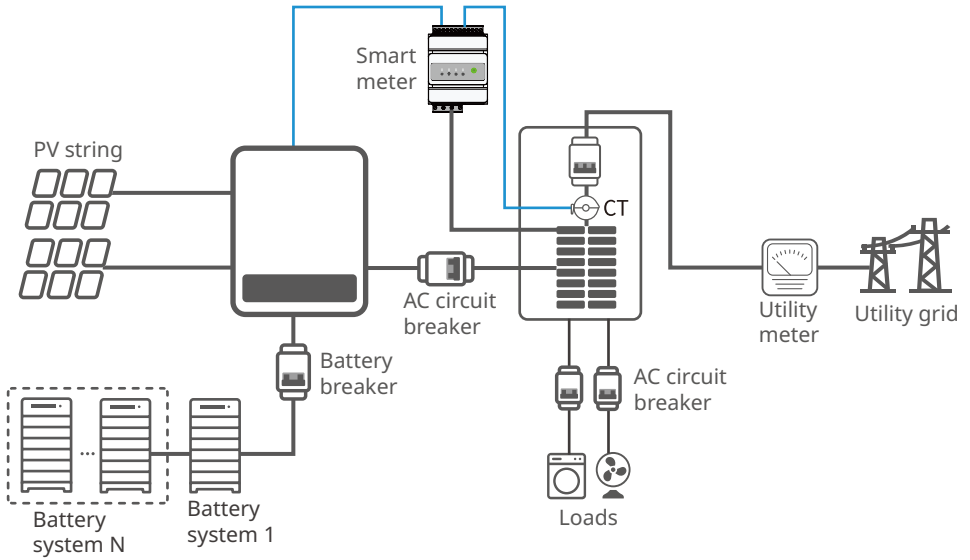 Smart
meter
PV string
CT
AC circuit
breaker
Utility
meter
Utility grid
Battery
breaker
AC circuit
breaker
Battery
system N
Battery
system 1
Loads